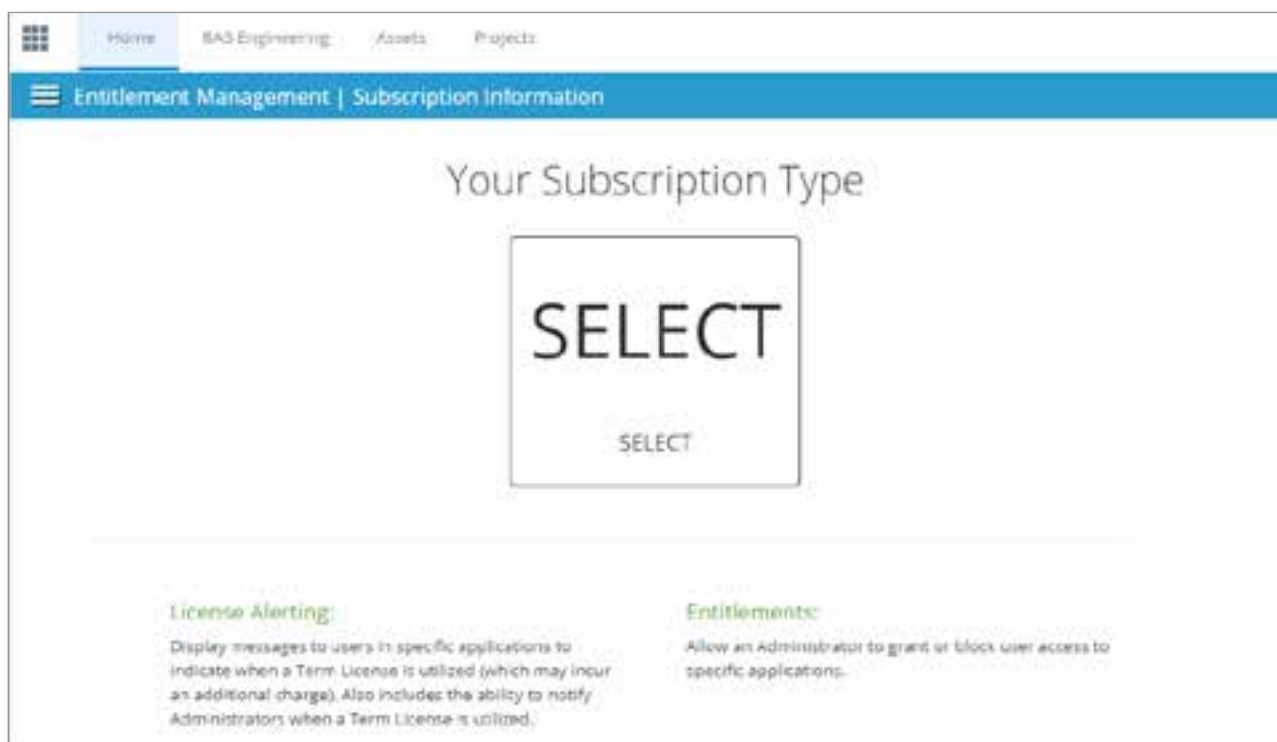 Home BAS Engineering Assets Projects
Entitlement Management | Subscription Information
Your Subscription Type
SELECT
SELECT
License Alerting:
Display messages to users in specific applications to
indicate when a Term License is utilized (which may incur
an additional charge). Also includes the ability to notify
Administrators when a Term License is utilized.
Entitlements:
Allow an Administrator to grant or block user access to
specific applications.